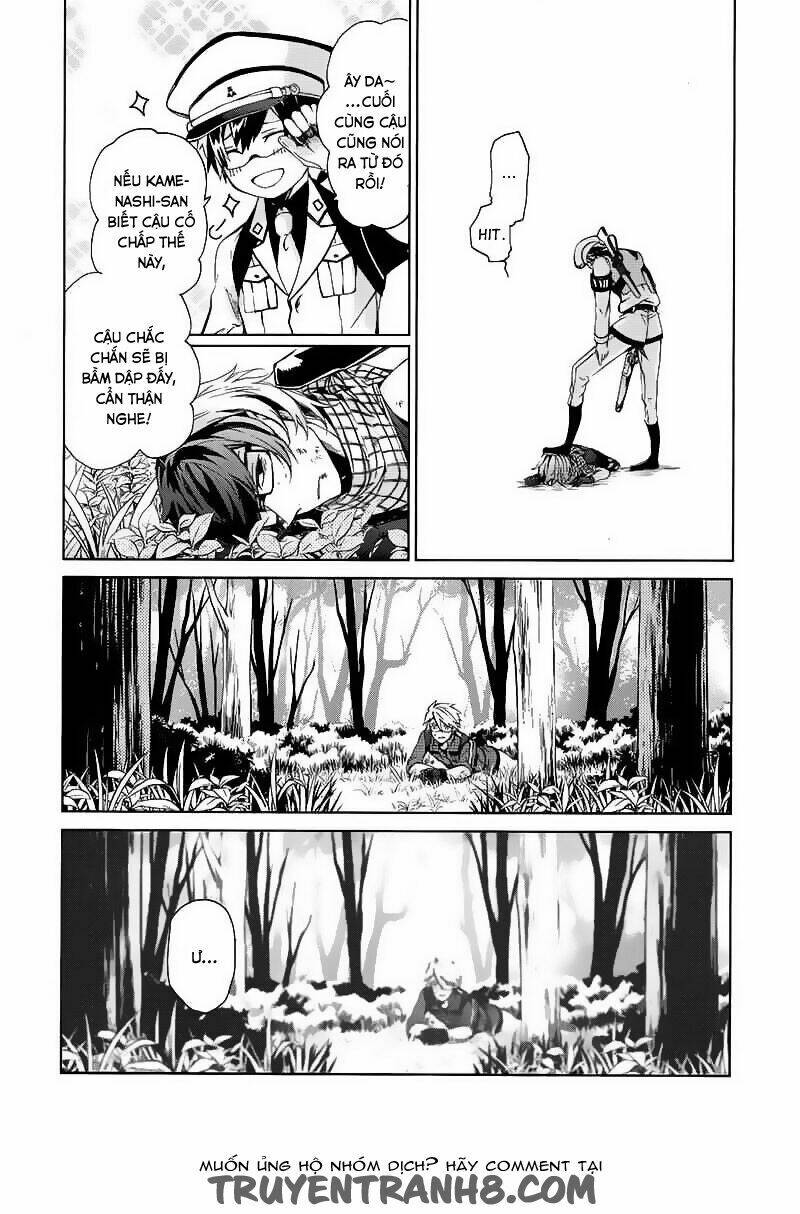 ...
HIT.
ÂY DA~
...CUỐI
CÙNG CẬU
CŨNG NÓI
RA TỪ ĐÓ
RỒI!
NẾU KAME-
NASHI-SAN
BIẾT CẬU CỐ
CHẤP THẾ
NÀY,
CẬU CHẮC
CHẮN SẼ BỊ
BẦM DẬP ĐẤY,
CẨN THẬN
NGHE!
Ư...
MUỐN ỦNG HỘ NHÓM DỊCH? HÃY COMMENT TẠI
TRUYENTRANH8.COM